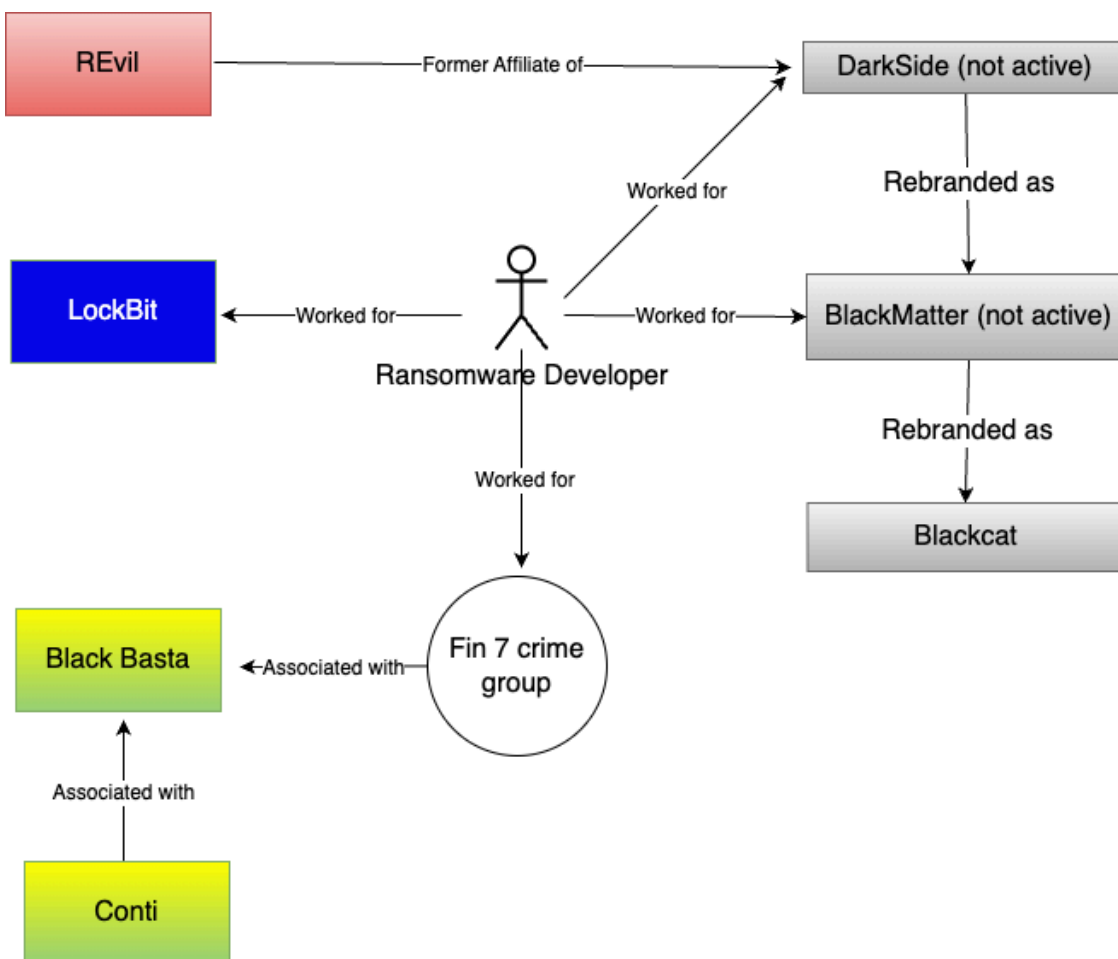 REvil
Former Affiliate of
DarkSide (not active)
Worked for
Rebranded as
LockBit
Worked for
Worked for
BlackMatter (not active)
Ransomware Developer
Rebranded as
Worked for
Blackcat
Black Basta
Associated with
Fin 7 crime
group
Associated with
Conti